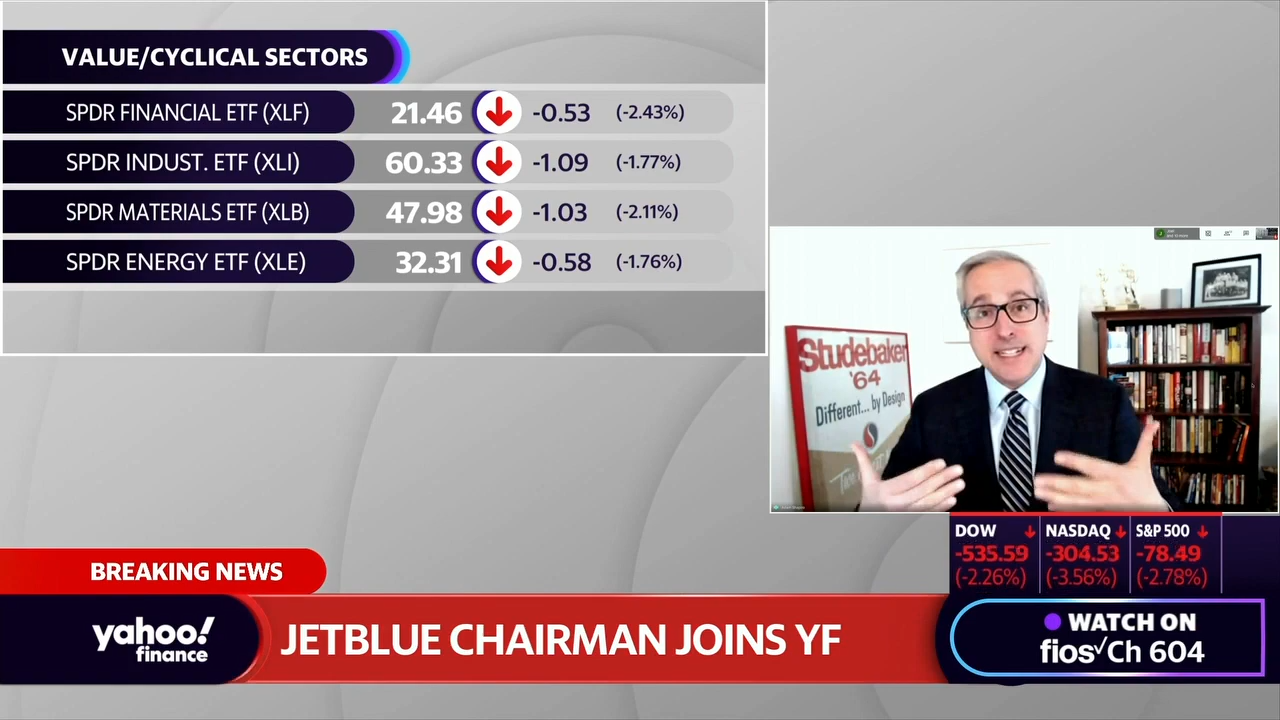 VALUE/CYCLICAL SECTORS
SPDR FINANCIAL ETF (XLF) 21.46 -0.53 (-2.43%)
SPDR INDUST. ETF (XLI) 60.33 -1.09 (-1.77%)
SPDR MATERIALS ETF (XLB) 47.98 -1.03 (-2.11%)
SPDR ENERGY ETF (XLE) 32.31 -0.58 (-1.76%)
Studebaker
'64
Different... by Design
DOW NASDAQ S&P 500
-535.59 -304.53 -78.49
(-2.26%) (-3.56%) (-2.78%)
BREAKING NEWS
yahoo!
finance
JETBLUE CHAIRMAN JOINS YF
WATCH ON
fios Ch 604